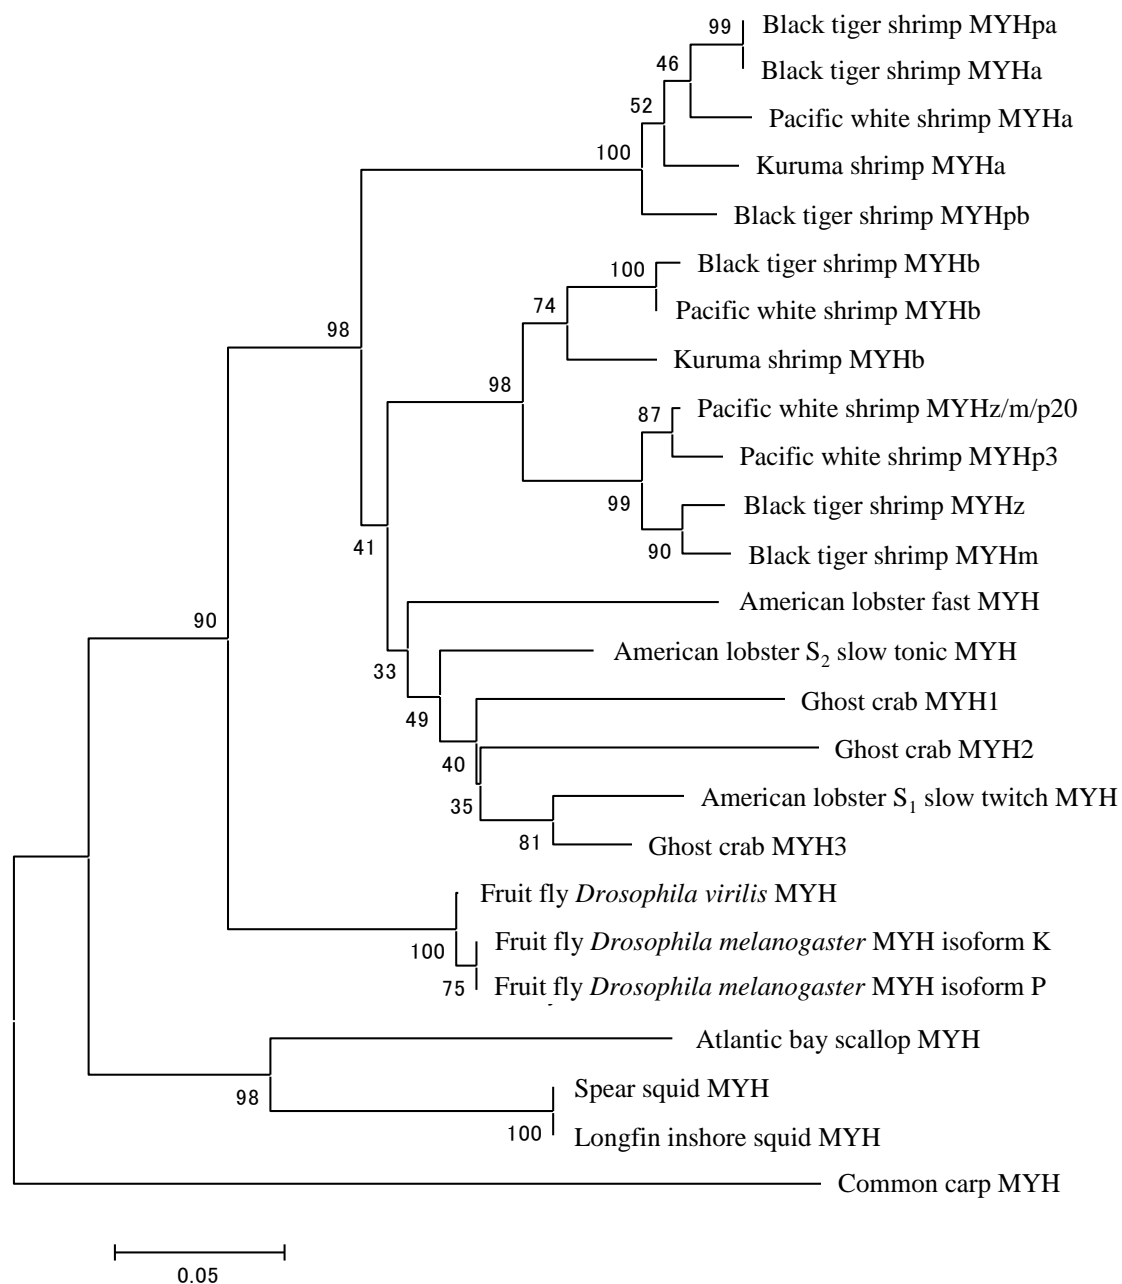 99 Black tiger shrimp MYHpa
Black tiger shrimp MYHa
46
Pacific white shrimp MYHa
52
Kuruma shrimp MYHa
100
Black tiger shrimp MYHpb
Black tiger shrimp MYHb
100
Pacific white shrimp MYHb
74
Kuruma shrimp MYHb
98
98
Pacific white shrimp MYHz/m/p20
87
Pacific white shrimp MYHp3
99
Black tiger shrimp MYHz
90
Black tiger shrimp MYHm
41
American lobster fast MYH
90
American lobster S₂ slow tonic MYH
33
Ghost crab MYH1
49
Ghost crab MYH2
40
American lobster S₁ slow twitch MYH
35
81
Ghost crab MYH3
Fruit fly Drosophila virilis MYH
100
Fruit fly Drosophila melanogaster MYH isoform K
75
Fruit fly Drosophila melanogaster MYH isoform P
Atlantic bay scallop MYH
98
Spear squid MYH
100
Longfin inshore squid MYH
Common carp MYH
0.05